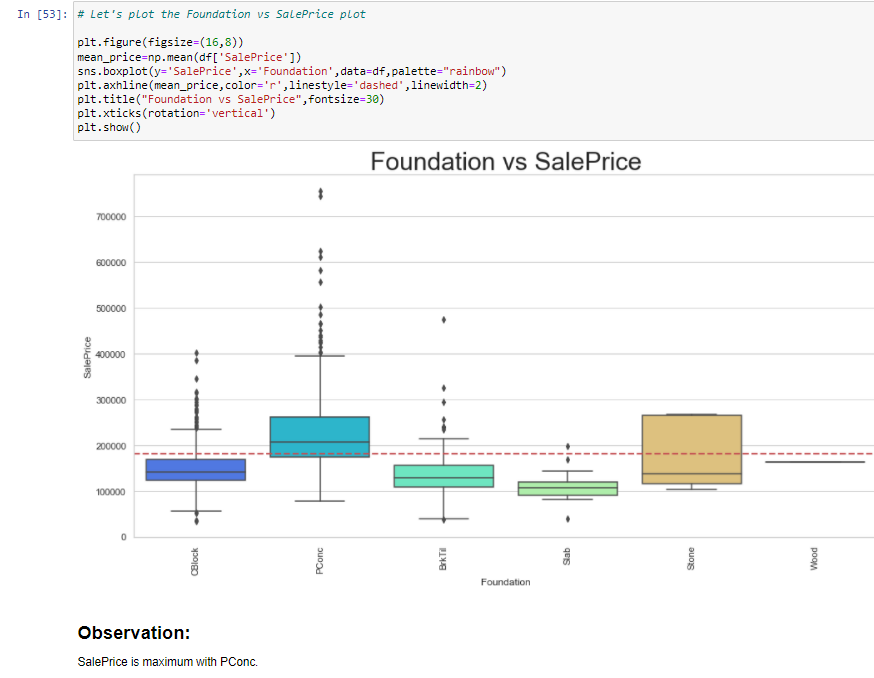 In [53]: # Let's plot the Foundation vs SalePrice plot
plt.figure(figsize=(16,8))
mean_price=np.mean(df['SalePrice'])
sns.boxplot(y='SalePrice',x='Foundation',data=df,palette="rainbow")
plt.axhline(mean_price,color='r',linestyle='dashed',linewidth=2)
plt.title("Foundation vs SalePrice",fontsize=30)
plt.xticks(rotation='vertical')
plt.show()
Foundation vs SalePrice
700000
600000
500000
400000
300000
200000
100000
0
SalePrice
CBlock
PConc
BrkTil
Slab
Stone
Wood
Foundation
Observation:
SalePrice is maximum with PConc.